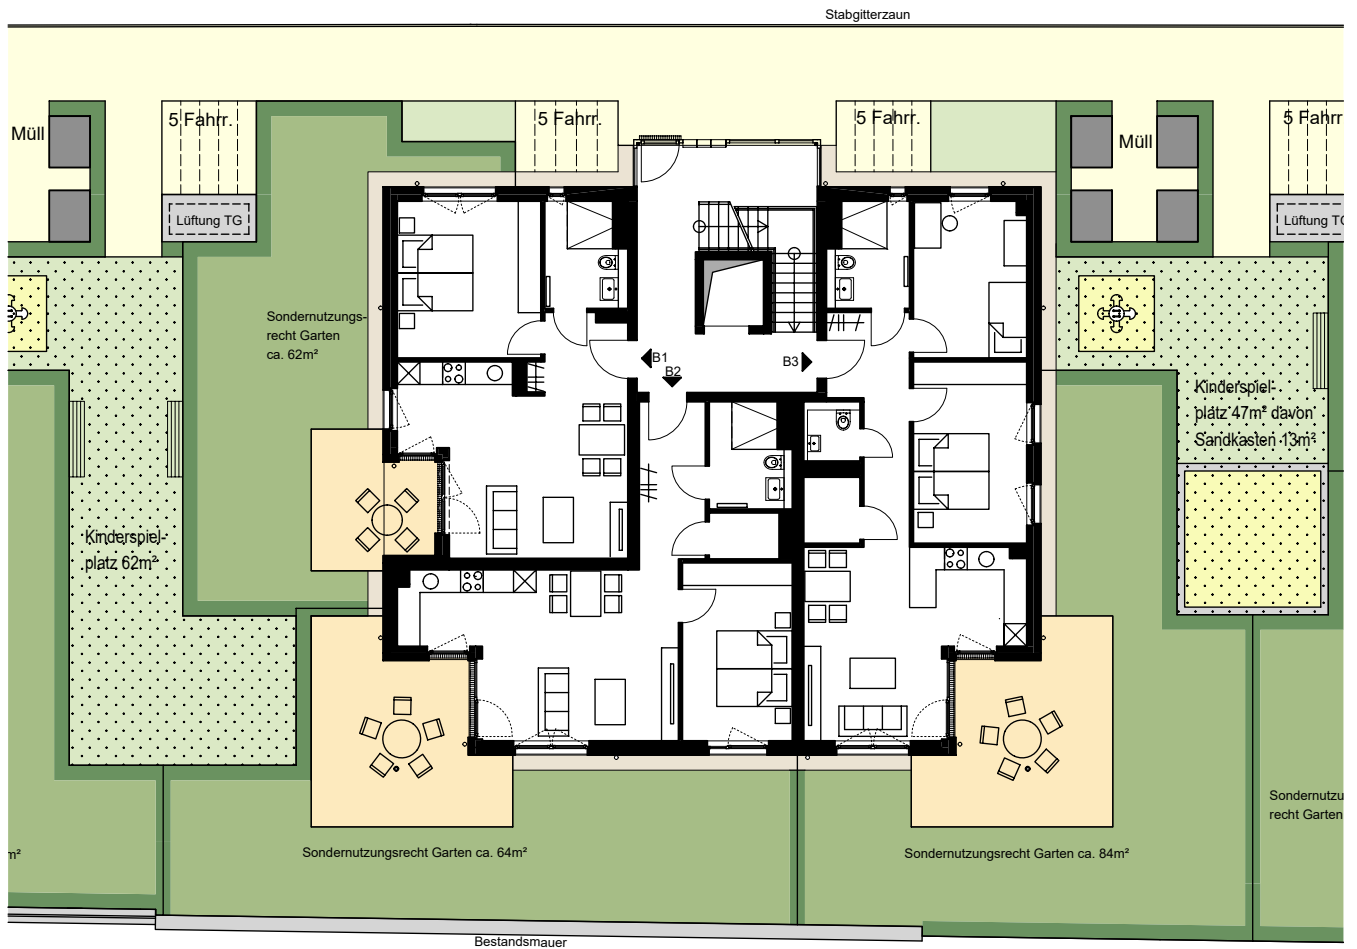 Stabgitterzaun
Müll
5 Fahrr.
5 Fahrr.
5 Fahrr.
Müll
5 Fahrr
Lüftung TG
Lüftung TG
Sondernutzungs-
recht Garten
ca. 62m²
B1
B2
B3
Kinderspiel-
platz 47m² davon
Sandkasten 13m²
Kinderspiel-
platz 62m²
Sondernutzu
recht Garten
m²
Sondernutzungsrecht Garten ca. 64m²
Sondernutzungsrecht Garten ca. 84m²
Bestandsmauer